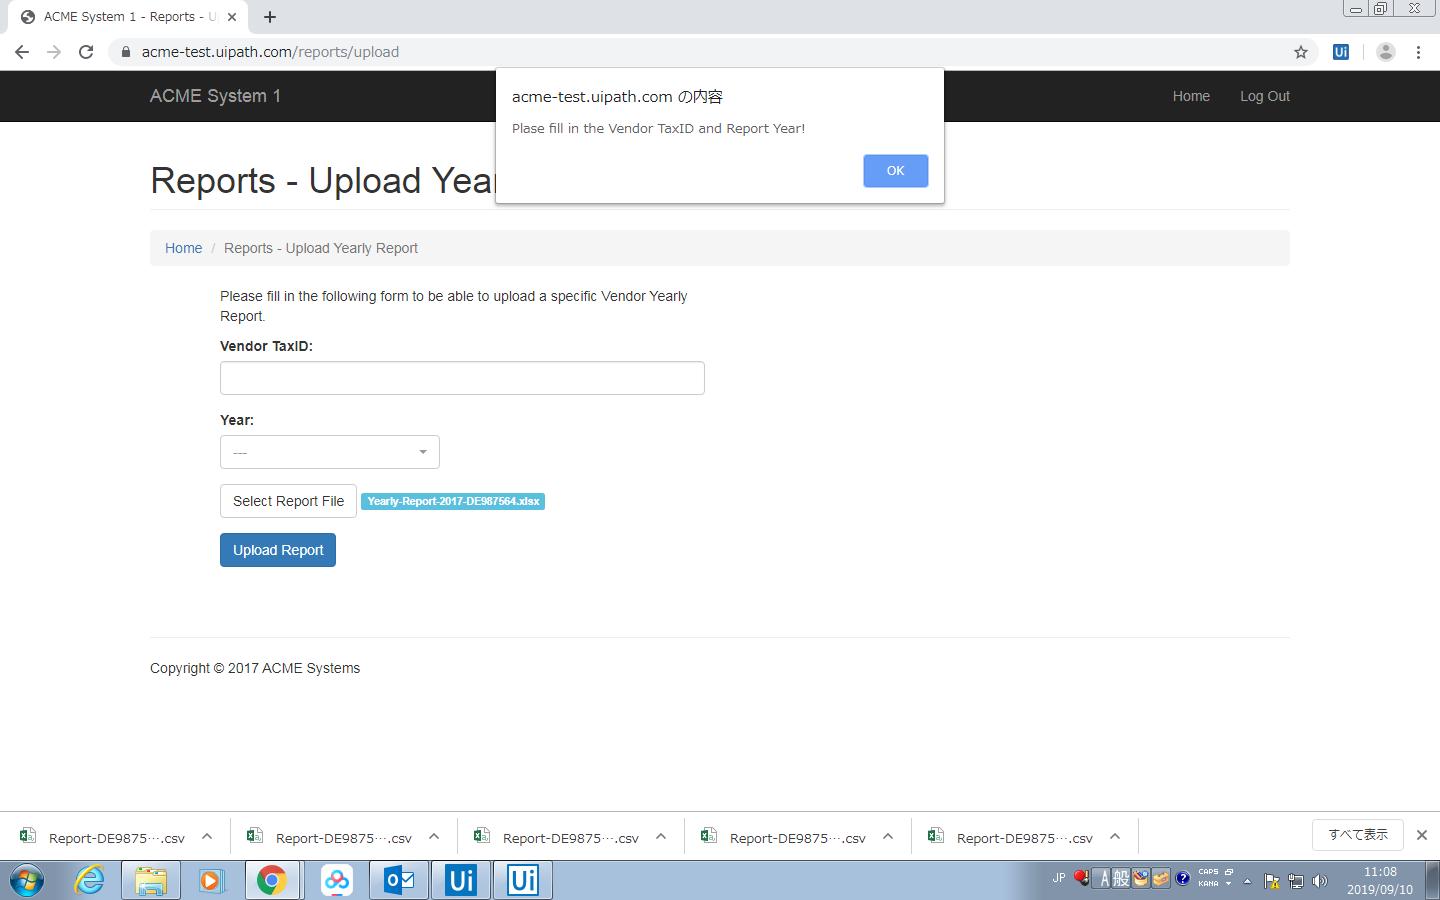 ACME System 1 - Reports - U
acme-test.uipath.com/reports/upload
Ui
ACME System 1
Home
Log Out
acme-test.uipath.com の内容
Plase fill in the Vendor TaxID and Report Year!
OK
Reports - Upload Year
Home / Reports - Upload Yearly Report
Please fill in the following form to be able to upload a specific Vendor Yearly
Report.
Vendor TaxID:
Year:
---
Select Report File
Yearly-Report-2017-DE987564.xlsx
Upload Report
Copyright © 2017 ACME Systems
Report-DE9875….csv
Report-DE9875….csv
Report-DE9875….csv
Report-DE9875….csv
Report-DE9875….csv
すべて表示
Ui
Ui
JP
A般
CAPS
KANA
11:08
2019/09/10